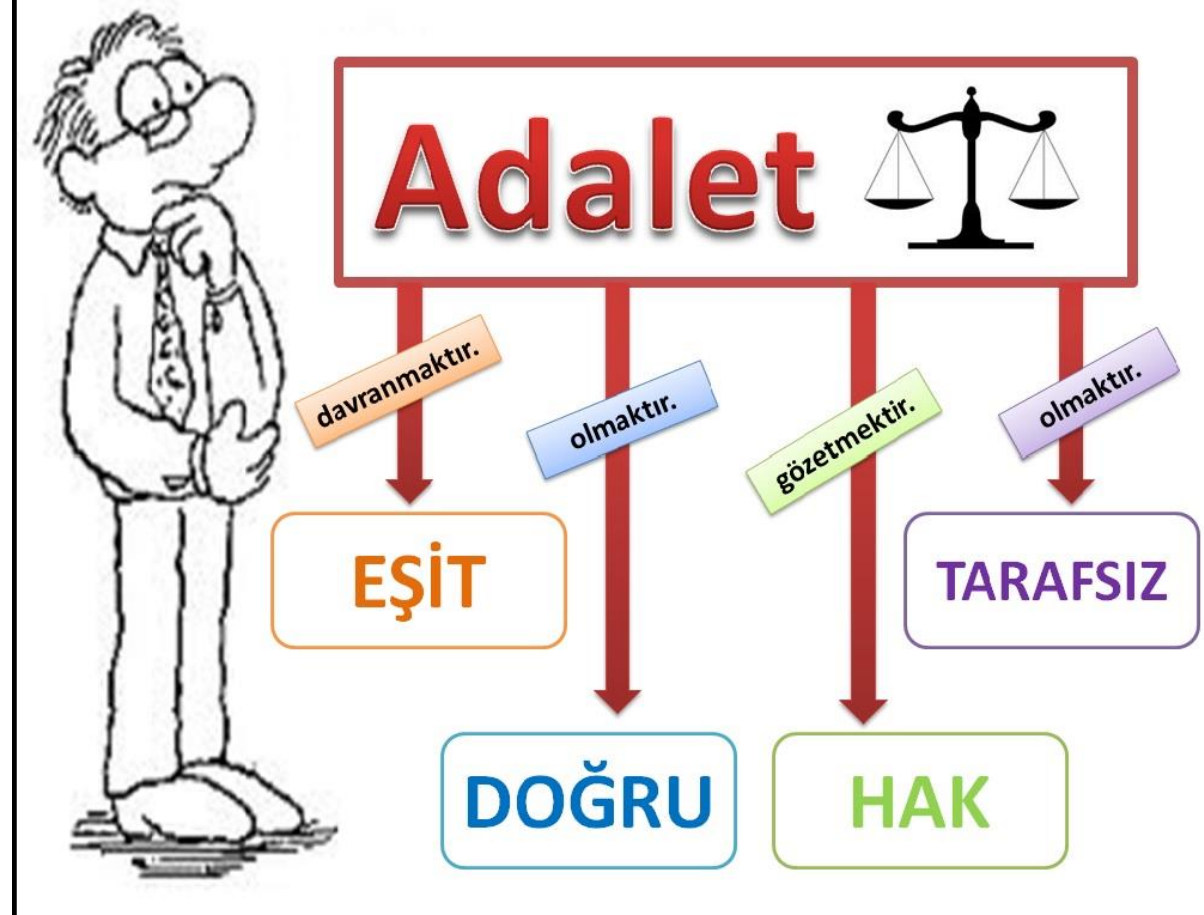 Adalet
davranmaktır.
olmaktır.
gözetmektir.
olmaktır.
EŞİT
TARAFSIZ
DOĞRU
HAK